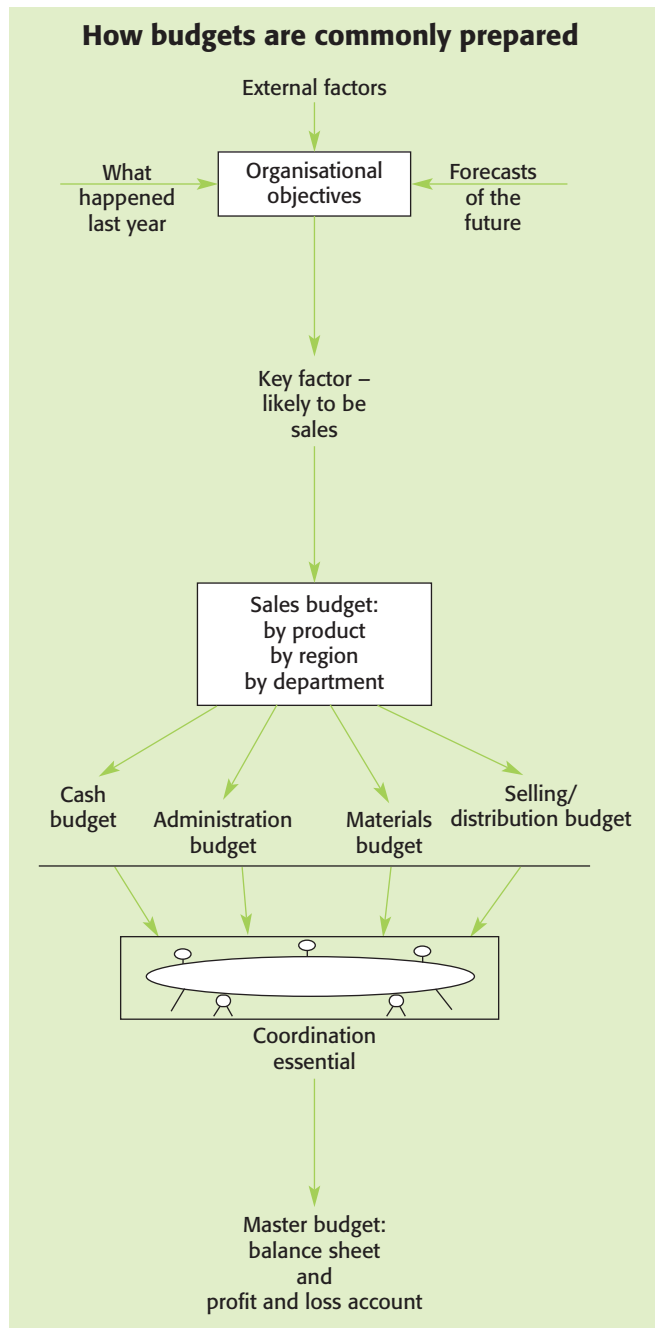 How budgets are commonly prepared
External factors
What
happened
last year
Organisational
objectives
Forecasts
of the
future
Key factor –
likely to be
sales
Sales budget:
by product
by region
by department
Cash
budget
Administration
budget
Materials
budget
Selling/
distribution budget
Coordination
essential
Master budget:
balance sheet
and
profit and loss account